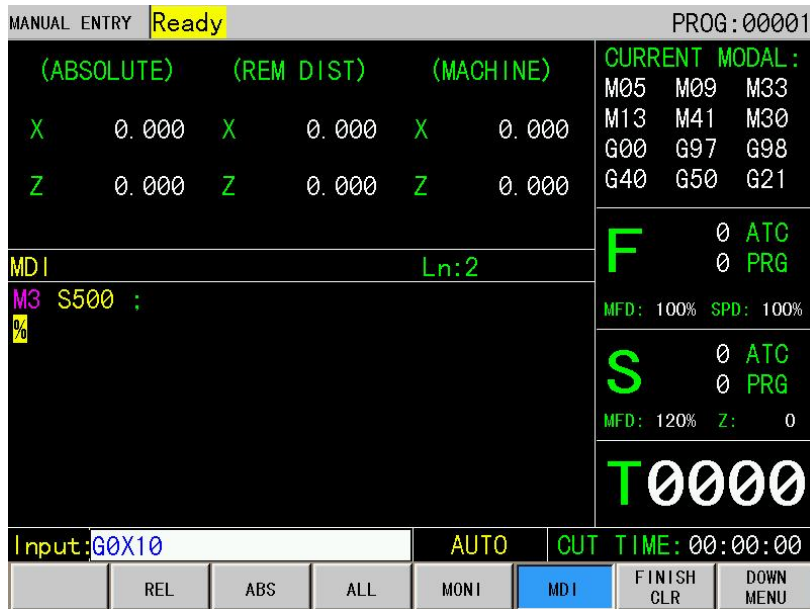 MANUAL ENTRY Ready PROG:00001
(ABSOLUTE) (REM DIST) (MACHINE)
X 0.000 X 0.000 X 0.000
Z 0.000 Z 0.000 Z 0.000
CURRENT MODAL:
M05 M09 M33
M13 M41 M30
G00 G97 G98
G40 G50 G21
F 0 ATC
0 PRG
MFD: 100% SPD: 100%
MDI Ln:2
M3 S500 ;
%
S 0 ATC
0 PRG
MFD: 120% Z: 0
T0000
Input:G0X10 AUTO CUT TIME:00:00:00
REL ABS ALL MONI MDI FINISH CLR DOWN MENU